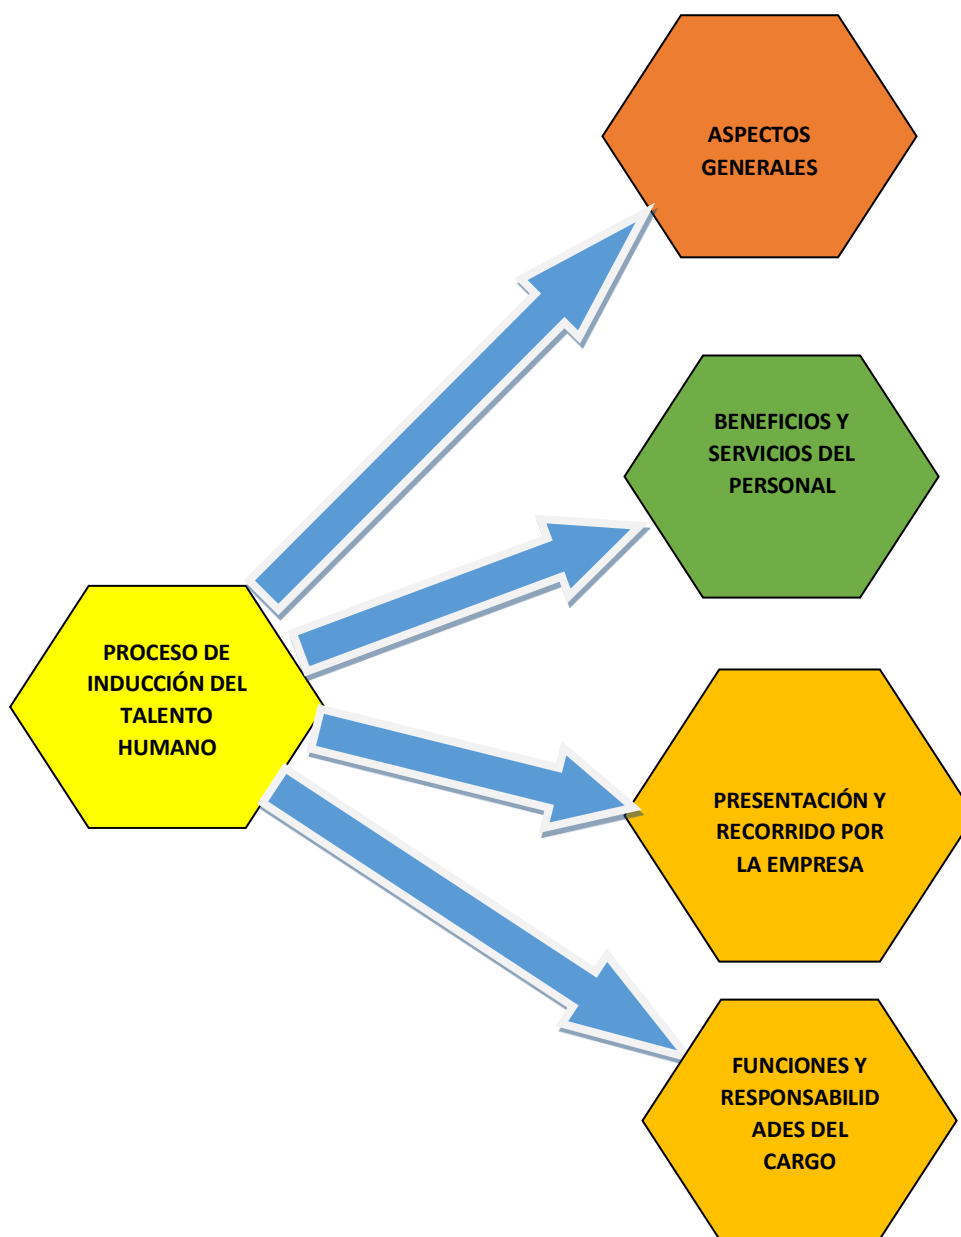 ASPECTOS
GENERALES
BENEFICIOS Y
SERVICIOS DEL
PERSONAL
PROCESO DE
INDUCCIÓN DEL
TALENTO
HUMANO
PRESENTACIÓN Y
RECORRIDO POR
LA EMPRESA
FUNCIONES Y
RESPONSABILID
ADES DEL
CARGO